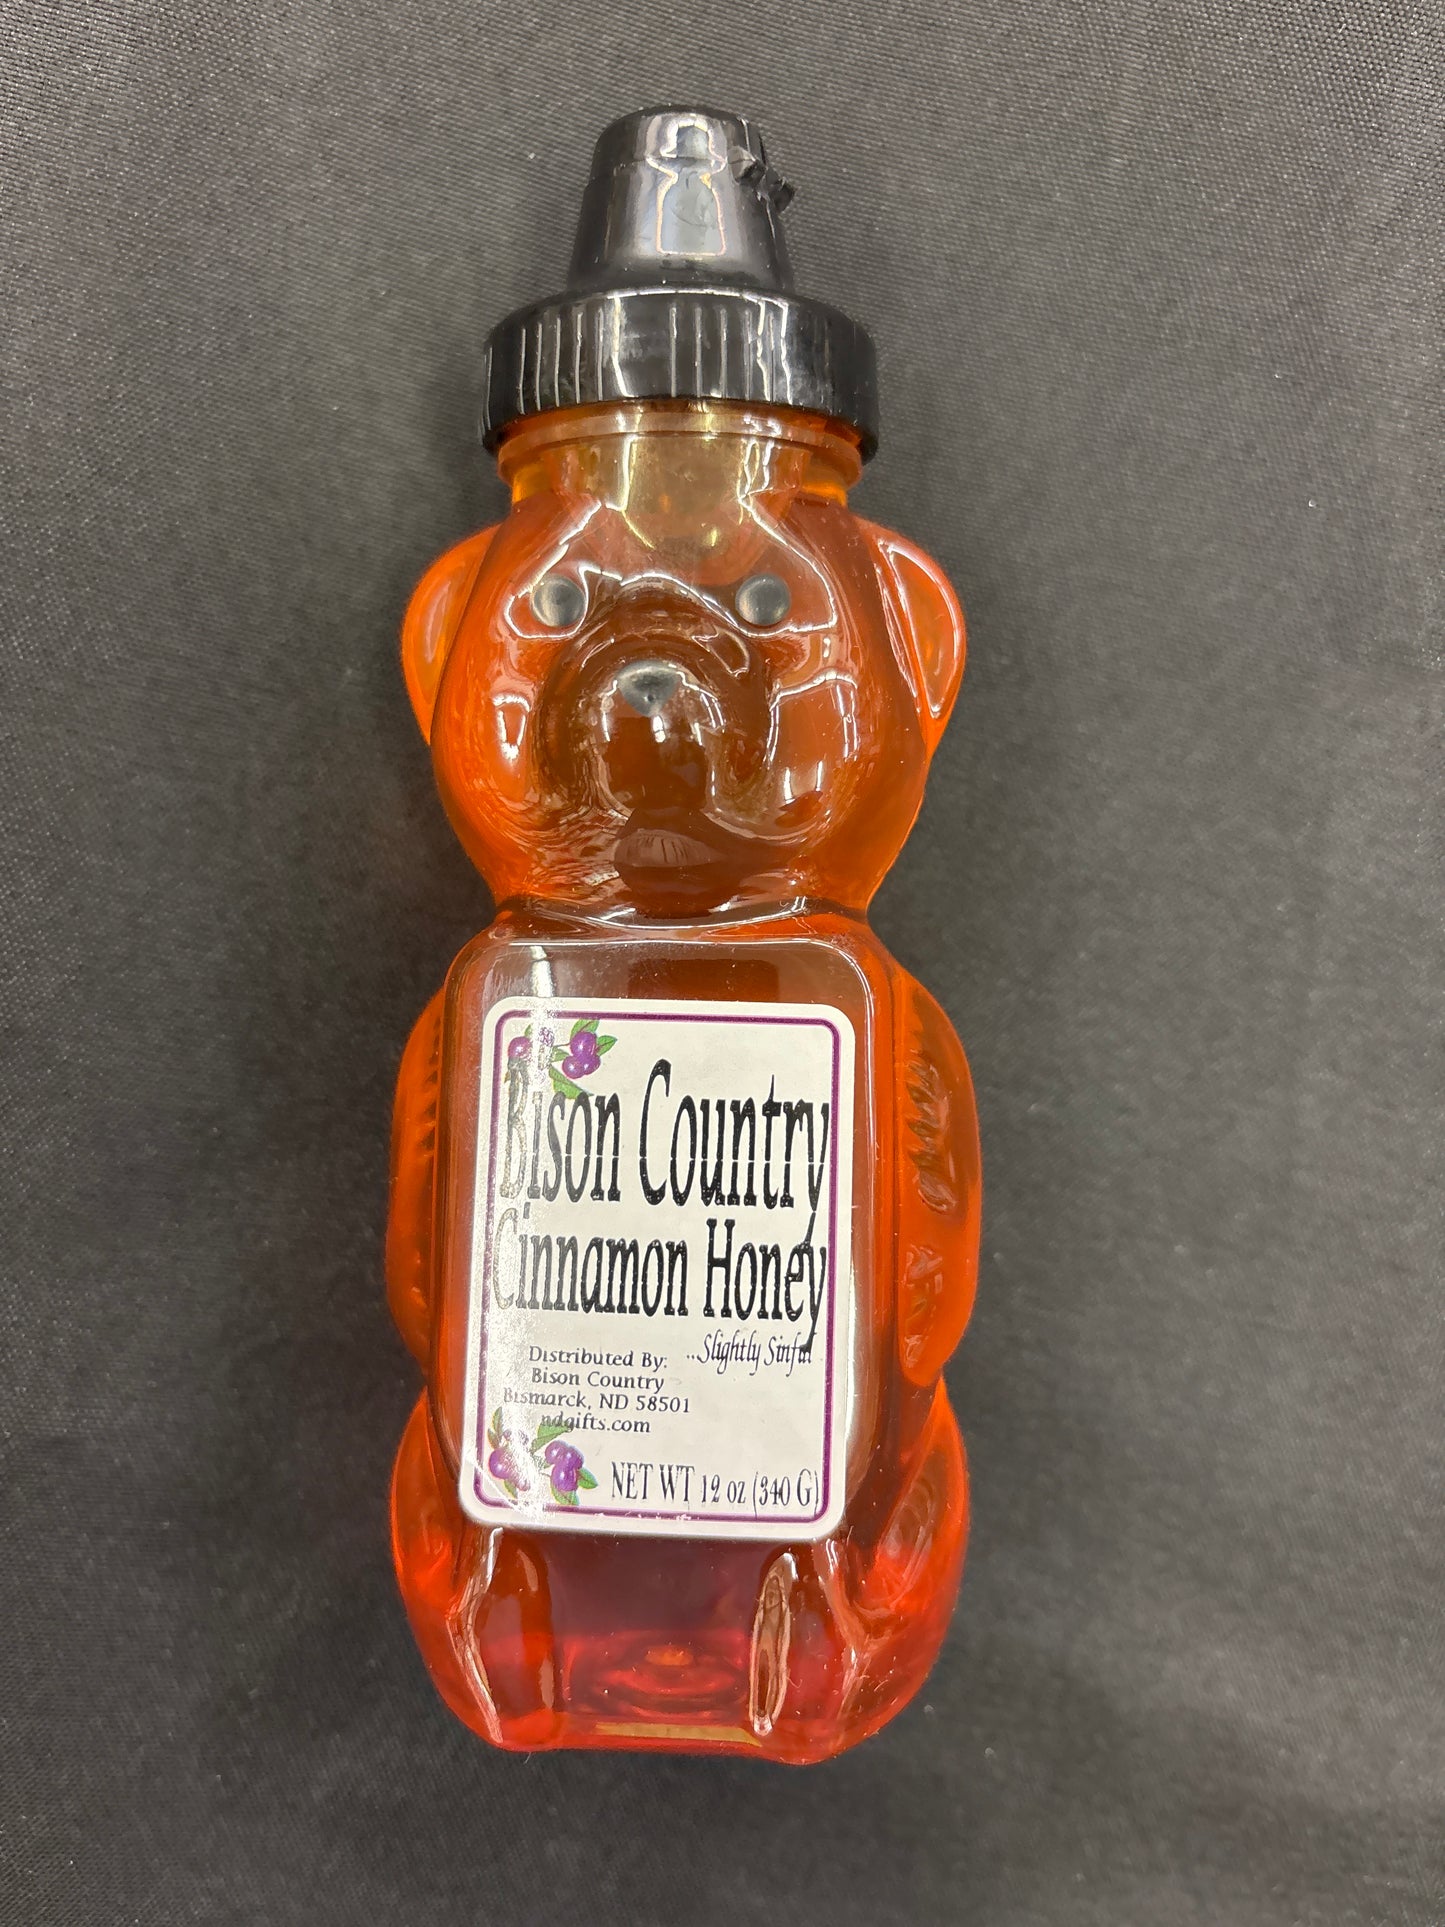 Bison Country
Cinnamon Honey
...Slightly Sinful
Distributed By:
Bison Country
Bismarck, ND 58501
ndgifts.com
NET WT 12 oz (340 G)